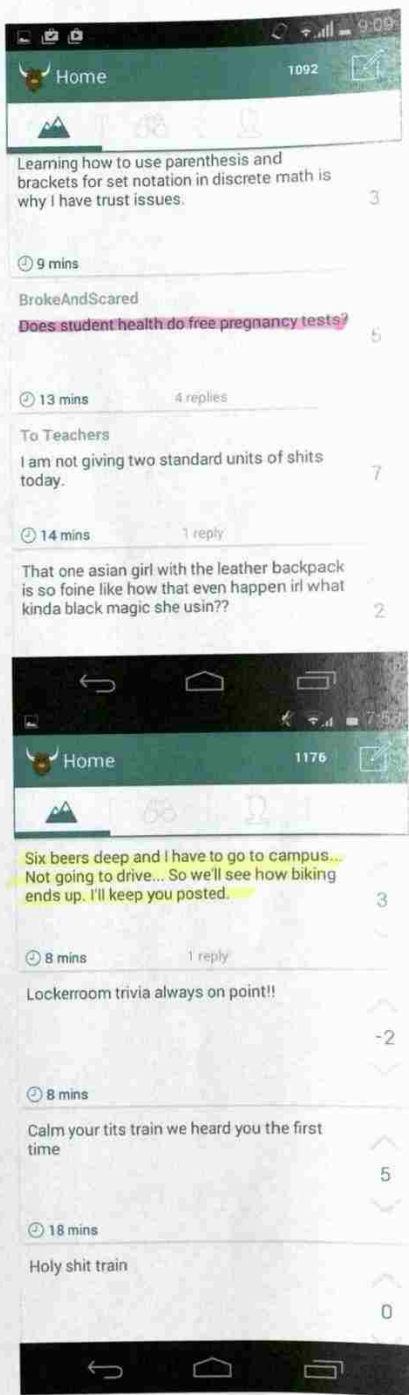 9:09
Home 1092
Learning how to use parenthesis and
brackets for set notation in discrete math is
why I have trust issues.
3
9 mins
BrokeAndScared
Does student health do free pregnancy tests?
5
13 mins 4 replies
To Teachers
I am not giving two standard units of shits
today.
7
14 mins 1 reply
That one asian girl with the leather backpack
is so foine like how that even happen irl what
kinda black magic she usin??
2
Home 1176
Six beers deep and I have to go to campus...
Not going to drive... So we'll see how biking
ends up. I'll keep you posted.
3
8 mins 1 reply
Lockerroom trivia always on point!!
-2
8 mins
Calm your tits train we heard you the first
time
5
18 mins
Holy shit train
0